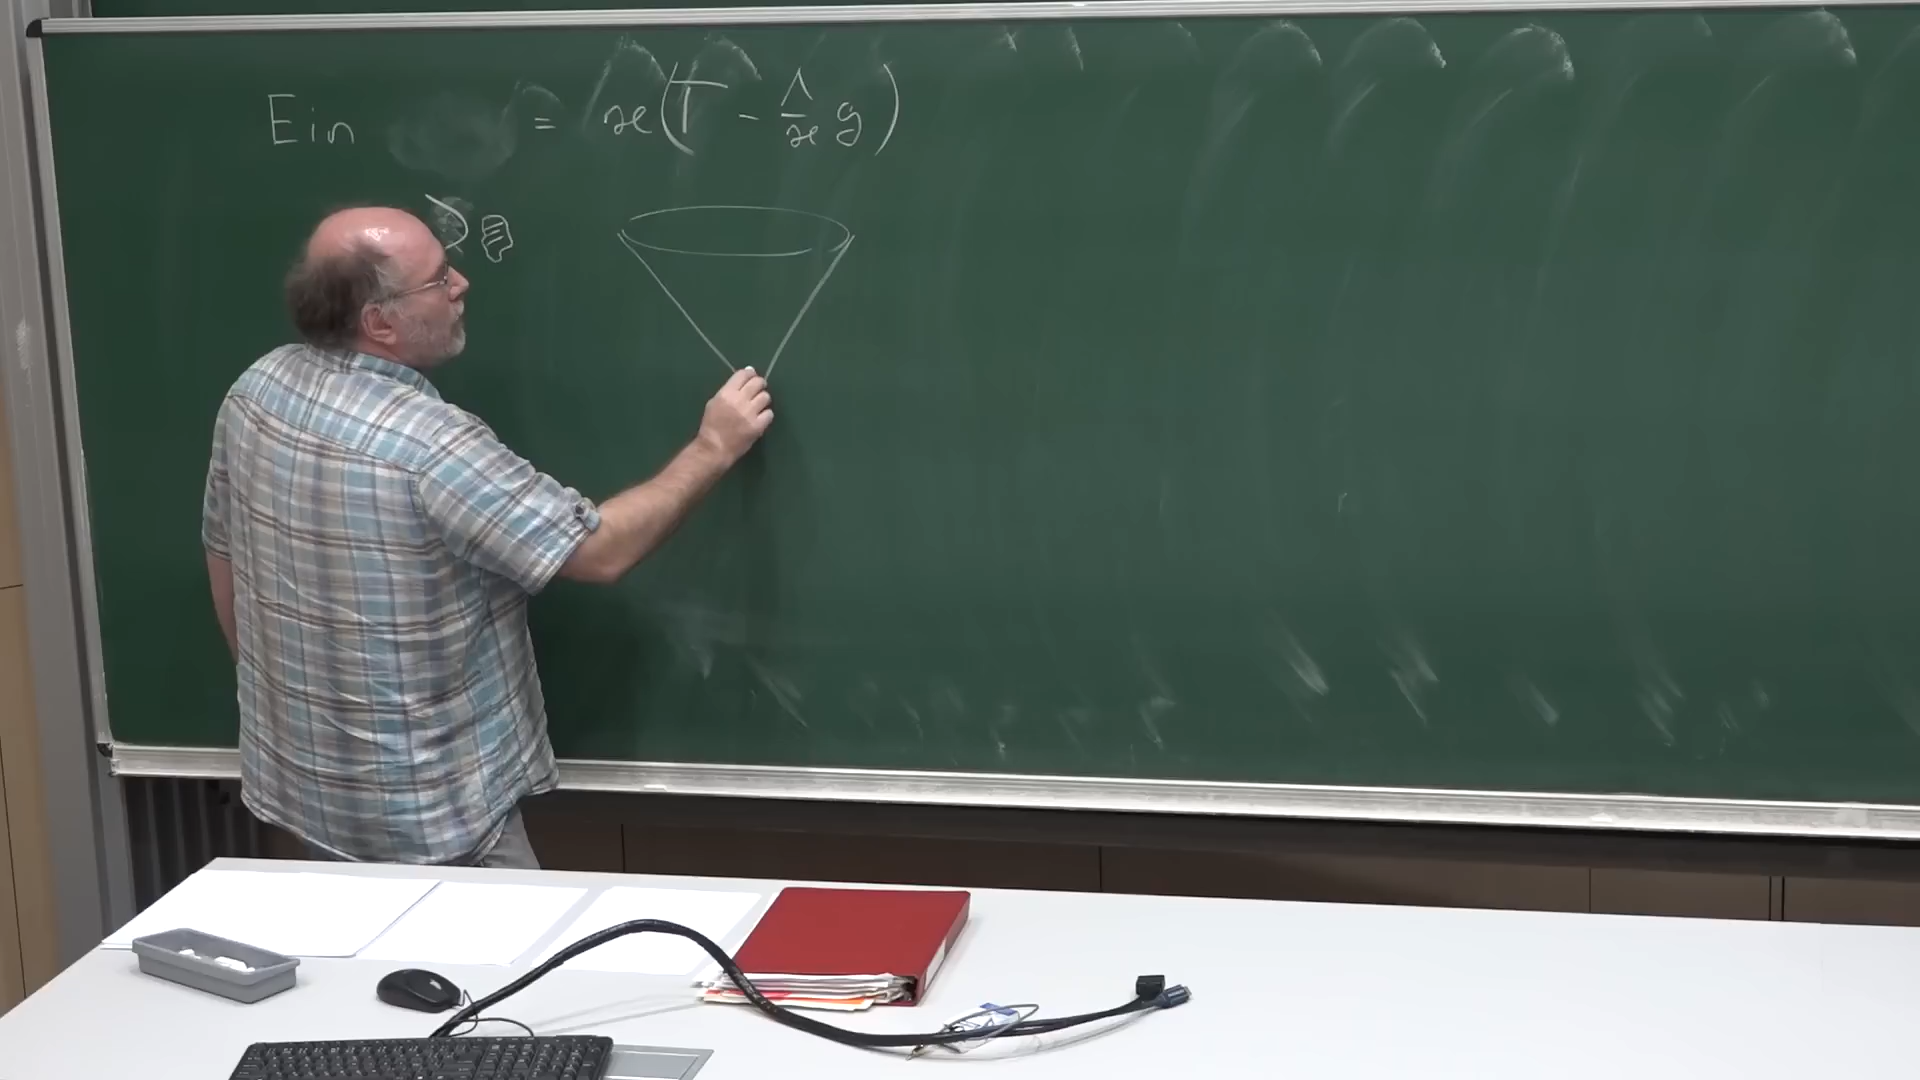 Ein = æ(T - Λ/æ g)